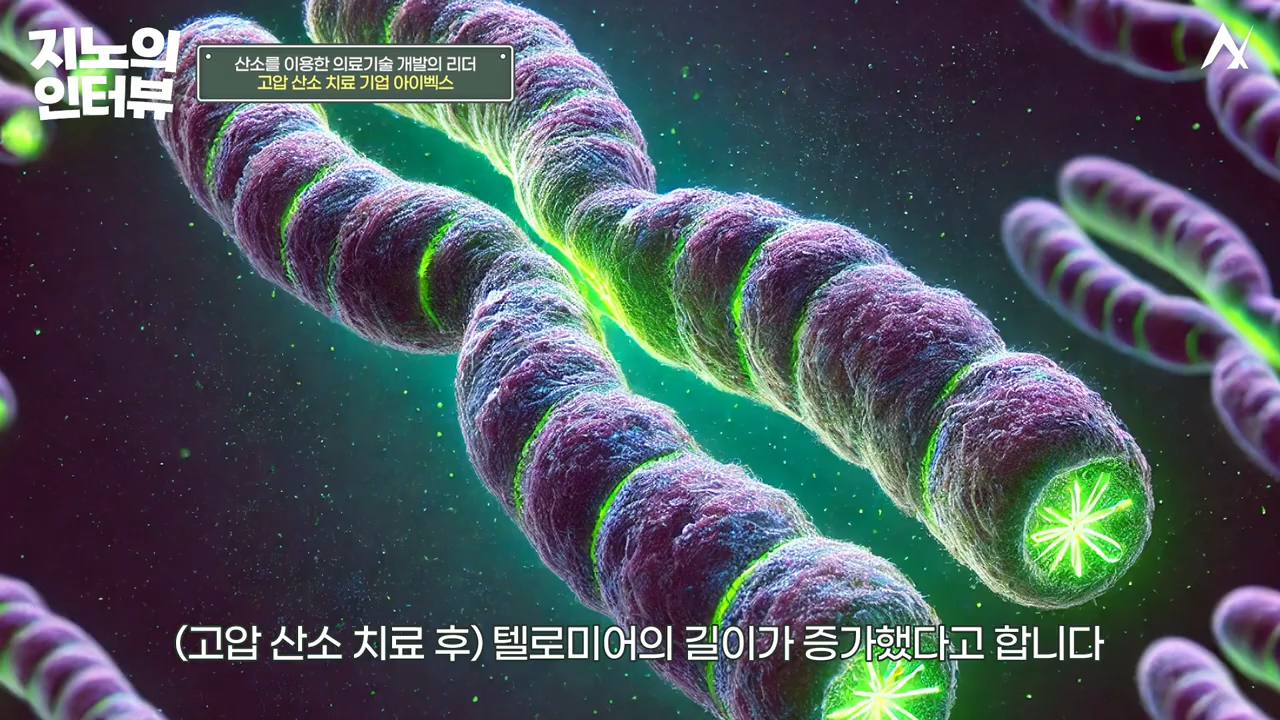 지노의
인터뷰
산소를 이용한 의료기술 개발의 리더
고압 산소 치료 기업 아이벡스
(고압 산소 치료 후) 텔로미어의 길이가 증가했다고 합니다